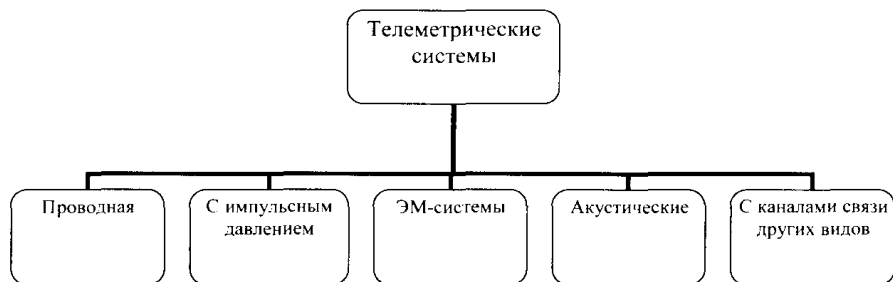 Телеметрические
системы
Проводная
С импульсным
давлением
ЭМ-системы
Акустические
С каналами связи
других видов